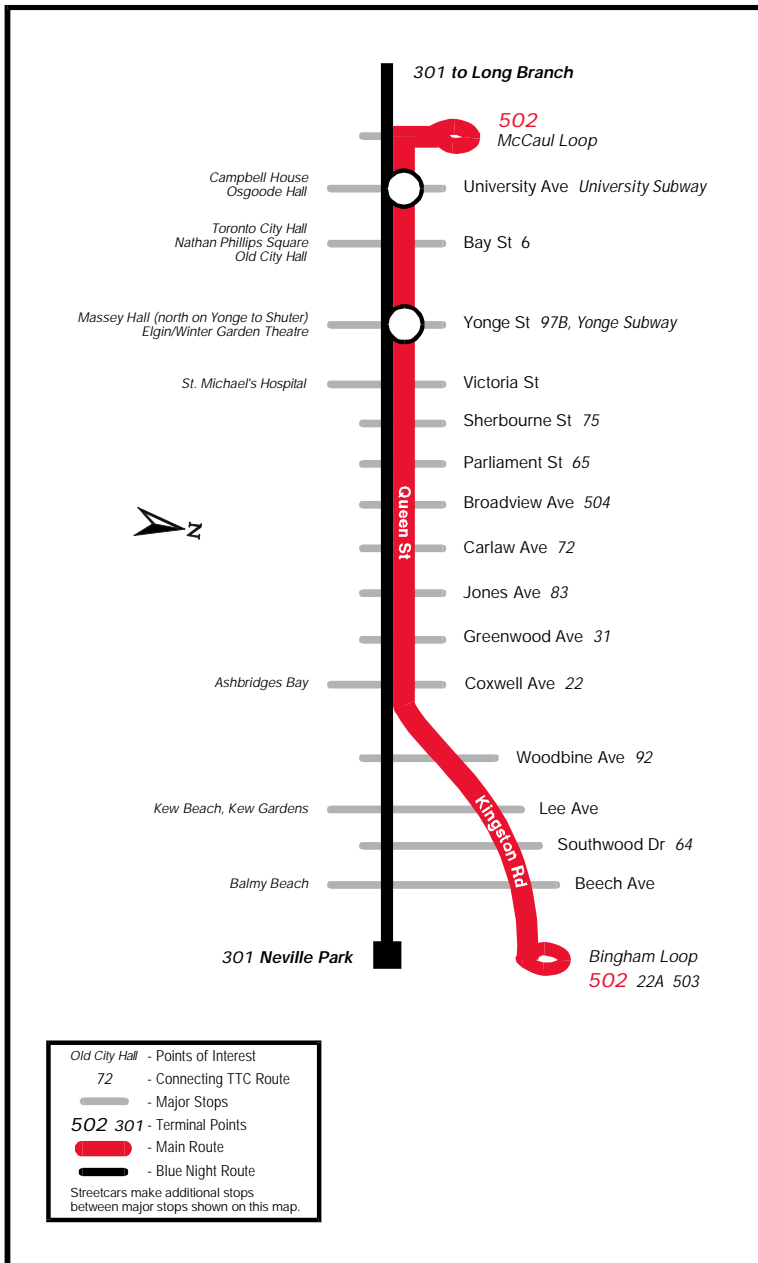 301 to Long Branch
502
McCaul Loop
Campbell House
Osgoode Hall
University Ave University Subway
Toronto City Hall
Nathan Phillips Square
Old City Hall
Bay St 6
Massey Hall (north on Yonge to Shuter)
Elgin/Winter Garden Theatre
Yonge St 97B, Yonge Subway
St. Michael's Hospital
Victoria St
Sherbourne St 75
Parliament St 65
Queen St
Broadview Ave 504
N
Carlaw Ave 72
Jones Ave 83
Greenwood Ave 31
Ashbridges Bay
Coxwell Ave 22
Woodbine Ave 92
Kingston Rd
Kew Beach, Kew Gardens
Lee Ave
Southwood Dr 64
Balmy Beach
Beech Ave
301 Neville Park
Bingham Loop
502 22A 503
Old City Hall - Points of Interest
72 - Connecting TTC Route
- Major Stops
502 301 - Terminal Points
- Main Route
- Blue Night Route
Streetcars make additional stops
between major stops shown on this map.